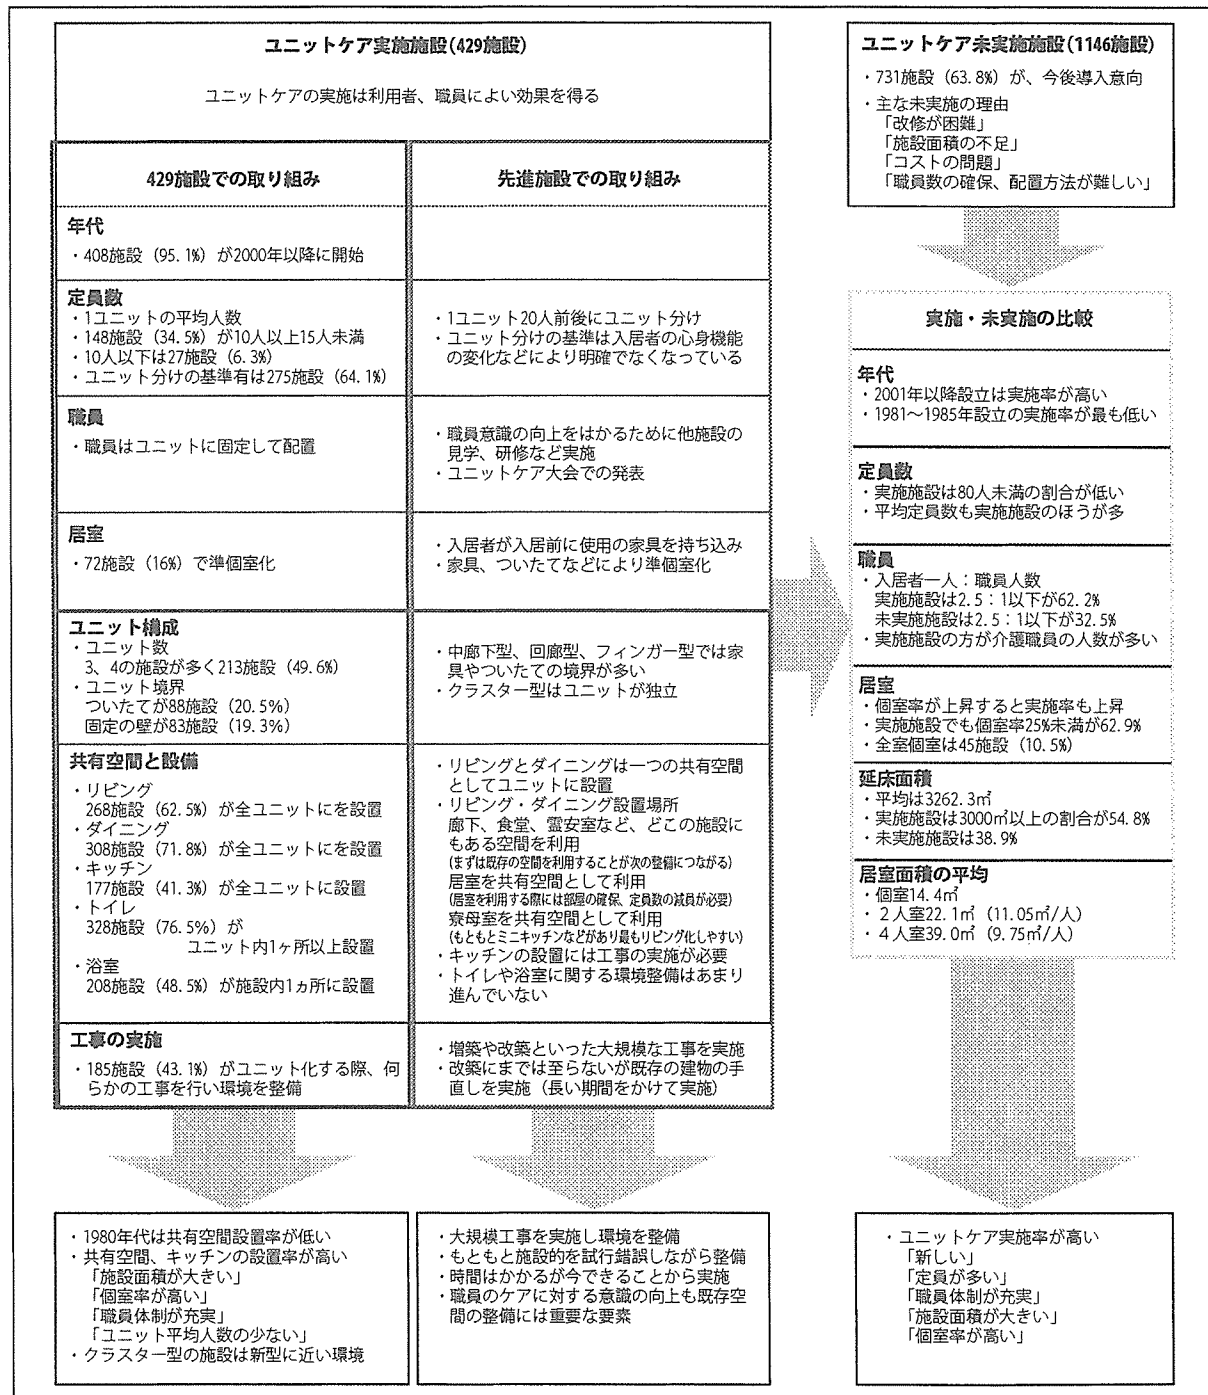 ユニットケア実施施設(429施設)
ユニットケアの実施は利用者、職員によい効果を得る
429施設での取り組み
先進施設での取り組み
年代
・408施設(95.1%)が2000年以降に開始
定員数
・1ユニットの平均人数
・148施設(34.5%)が10人以上15人未満
・10人以下は27施設(6.3%)
・ユニット分けの基準有は275施設(64.1%)
・1ユニット20人前後にユニット分け
・ユニット分けの基準は入居者の心身機能
の変化などにより明確でなくなっている
職員
・職員はユニットに固定して配置
・職員意識の向上をはかるために他施設の
見学、研修など実施
・ユニットケア大会での発表
居室
・72施設(16%)で準個室化
・入居者が入居前に使用の家具を持ち込み
・家具、ついたてなどにより準個室化
ユニット構成
・ユニット数
3、4の施設が多く213施設(49.6%)
・ユニット境界
ついたてが88施設(20.5%)
固定の壁が83施設(19.3%)
・中廊下型、回廊型、フィンガー型では家
具やついたての境界が多い
・クラスター型はユニットが独立
共有空間と設備
・リビング
268施設(62.5%)が全ユニットにを設置
・ダイニング
308施設(71.8%)が全ユニットにを設置
・キッチン
177施設(41.3%)が全ユニットに設置
・トイレ
328施設(76.5%)が
ユニット内1ヶ所以上設置
・浴室
208施設(48.5%)が施設内1ヵ所に設置
・リビングとダイニングは一つの共有空間
としてユニットに設置
・リビング・ダイニング設置場所
廊下、食堂、霊安室など、どこの施設に
もある空間を利用
(まずは既存の空間を利用することが次の整備につながる)
居室を共有空間として利用
(居室を利用する際には部屋の確保、定員数の減員が必要)
寮母室を共有空間として利用
(もともとミニキッチンなどがあり最もリビング化しやすい)
・キッチンの設置には工事の実施が必要
・トイレや浴室に関する環境整備はあまり
進んでいない
工事の実施
・185施設(43.1%)がユニット化する際、何
らかの工事を行い環境を整備
・増築や改築といった大規模な工事を実施
・改築にまでは至らないが既存の建物の手
直しを実施(長い期間をかけて実施)
・1980年代は共有空間設置率が低い
・共有空間、キッチンの設置率が高い
「施設面積が大きい」
「個室率が高い」
「職員体制が充実」
「ユニット平均人数の少ない」
・クラスター型の施設は新型に近い環境
・大規模工事を実施し環境を整備
・もともと施設的を試行錯誤しながら整備
・時間はかかるが今できることから実施
・職員のケアに対する意識の向上も既存空
間の整備には重要な要素
ユニットケア未実施施設(1146施設)
・731施設(63.8%)が、今後導入意向
・主な未実施の理由
「改修が困難」
「施設面積の不足」
「コストの問題」
「職員数の確保、配置方法が難しい」
実施・未実施の比較
年代
・2001年以降設立は実施率が高い
・1981～1985年設立の実施率が最も低い
定員数
・実施施設は80人未満の割合が低い
・平均定員数も実施施設のほうが多
職員
・入居者一人：職員人数
実施施設は2.5：1以下が62.2%
未実施施設は2.5：1以下が32.5%
・実施施設の方が介護職員の人数が多い
居室
・個室率が上昇すると実施率も上昇
・実施施設でも個室率25%未満が62.9%
・全室個室は45施設(10.5%)
延床面積
・平均は3262.3㎡
・実施施設は3000㎡以上の割合が54.8%
・未実施施設は38.9%
居室面積の平均
・個室14.4㎡
・２人室22.1㎡(11.05㎡/人)
・４人室39.0㎡(9.75㎡/人)
・ユニットケア実施率が高い
「新しい」
「定員が多い」
「職員体制が充実」
「施設面積が大きい」
「個室率が高い」